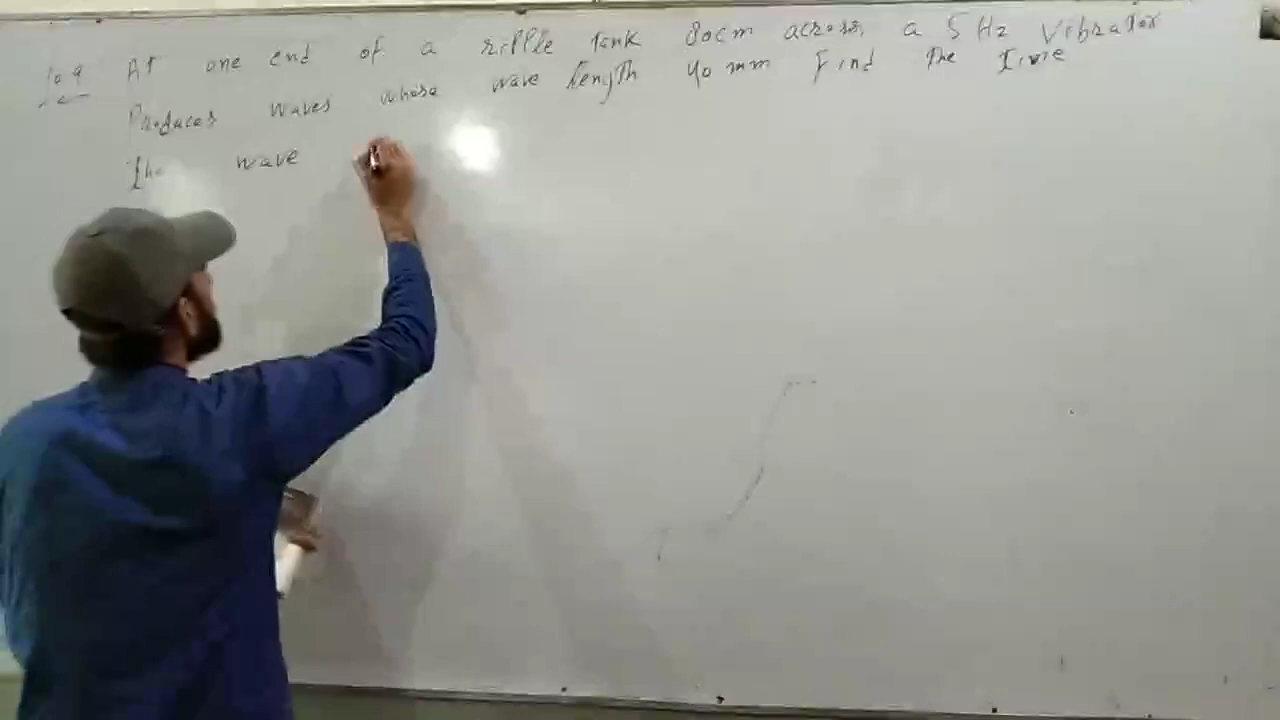 10.9 At one end of a ripple tank 80cm across a 5 Hz vibrator
Produces waves whose wave length 40 mm Find the time
The wave